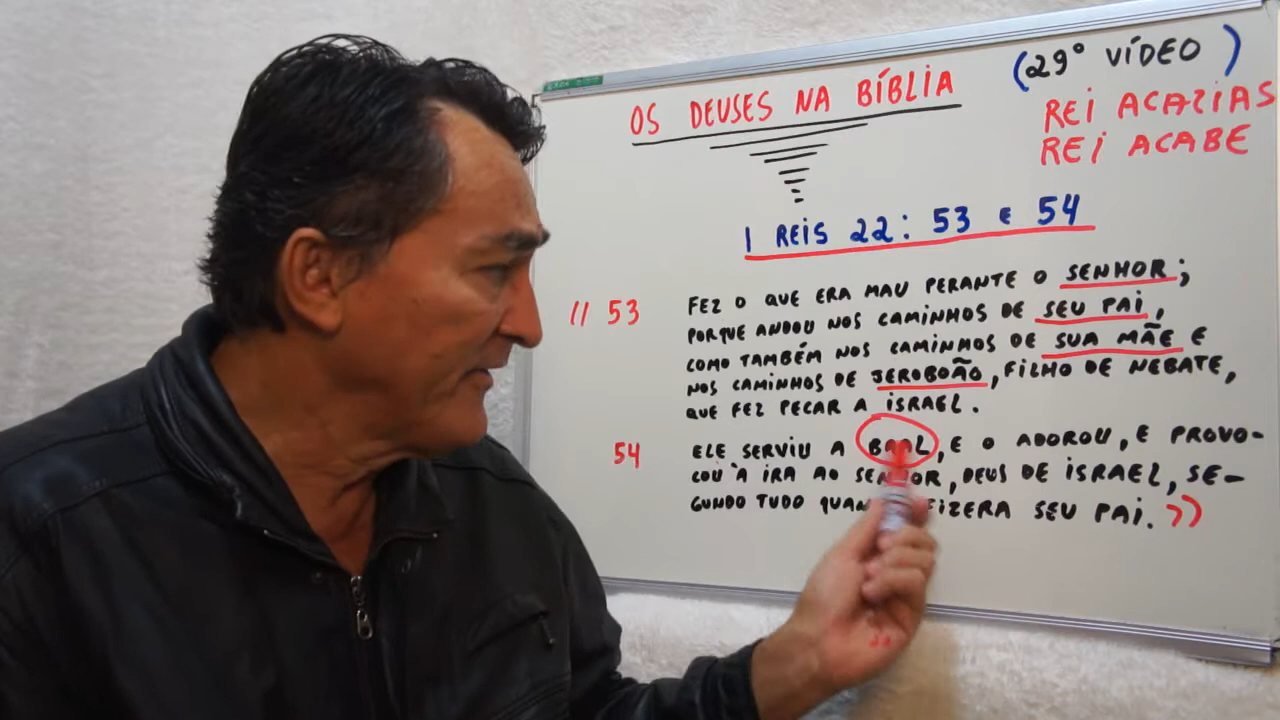 OS DEUSES NA BÍBLIA
(29° VÍDEO)
REI ACAZIAS
REI ACABE
1 REIS 22: 53 E 54
// 53 FEZ O QUE ERA MAU PERANTE O SENHOR;
PORQUE ANDOU NOS CAMINHOS DE SEU PAI,
COMO TAMBÉM NOS CAMINHOS DE SUA MÃE E
NOS CAMINHOS DE JEROBOÃO, FILHO DE NEBATE,
QUE FEZ PECAR A ISRAEL.
54 ELE SERVIU A BAAL, E O ADOROU, E PROVO-
COU À IRA AO SENHOR, DEUS DE ISRAEL, SE-
GUNDO TUDO FIZERA SEU PAI. ))